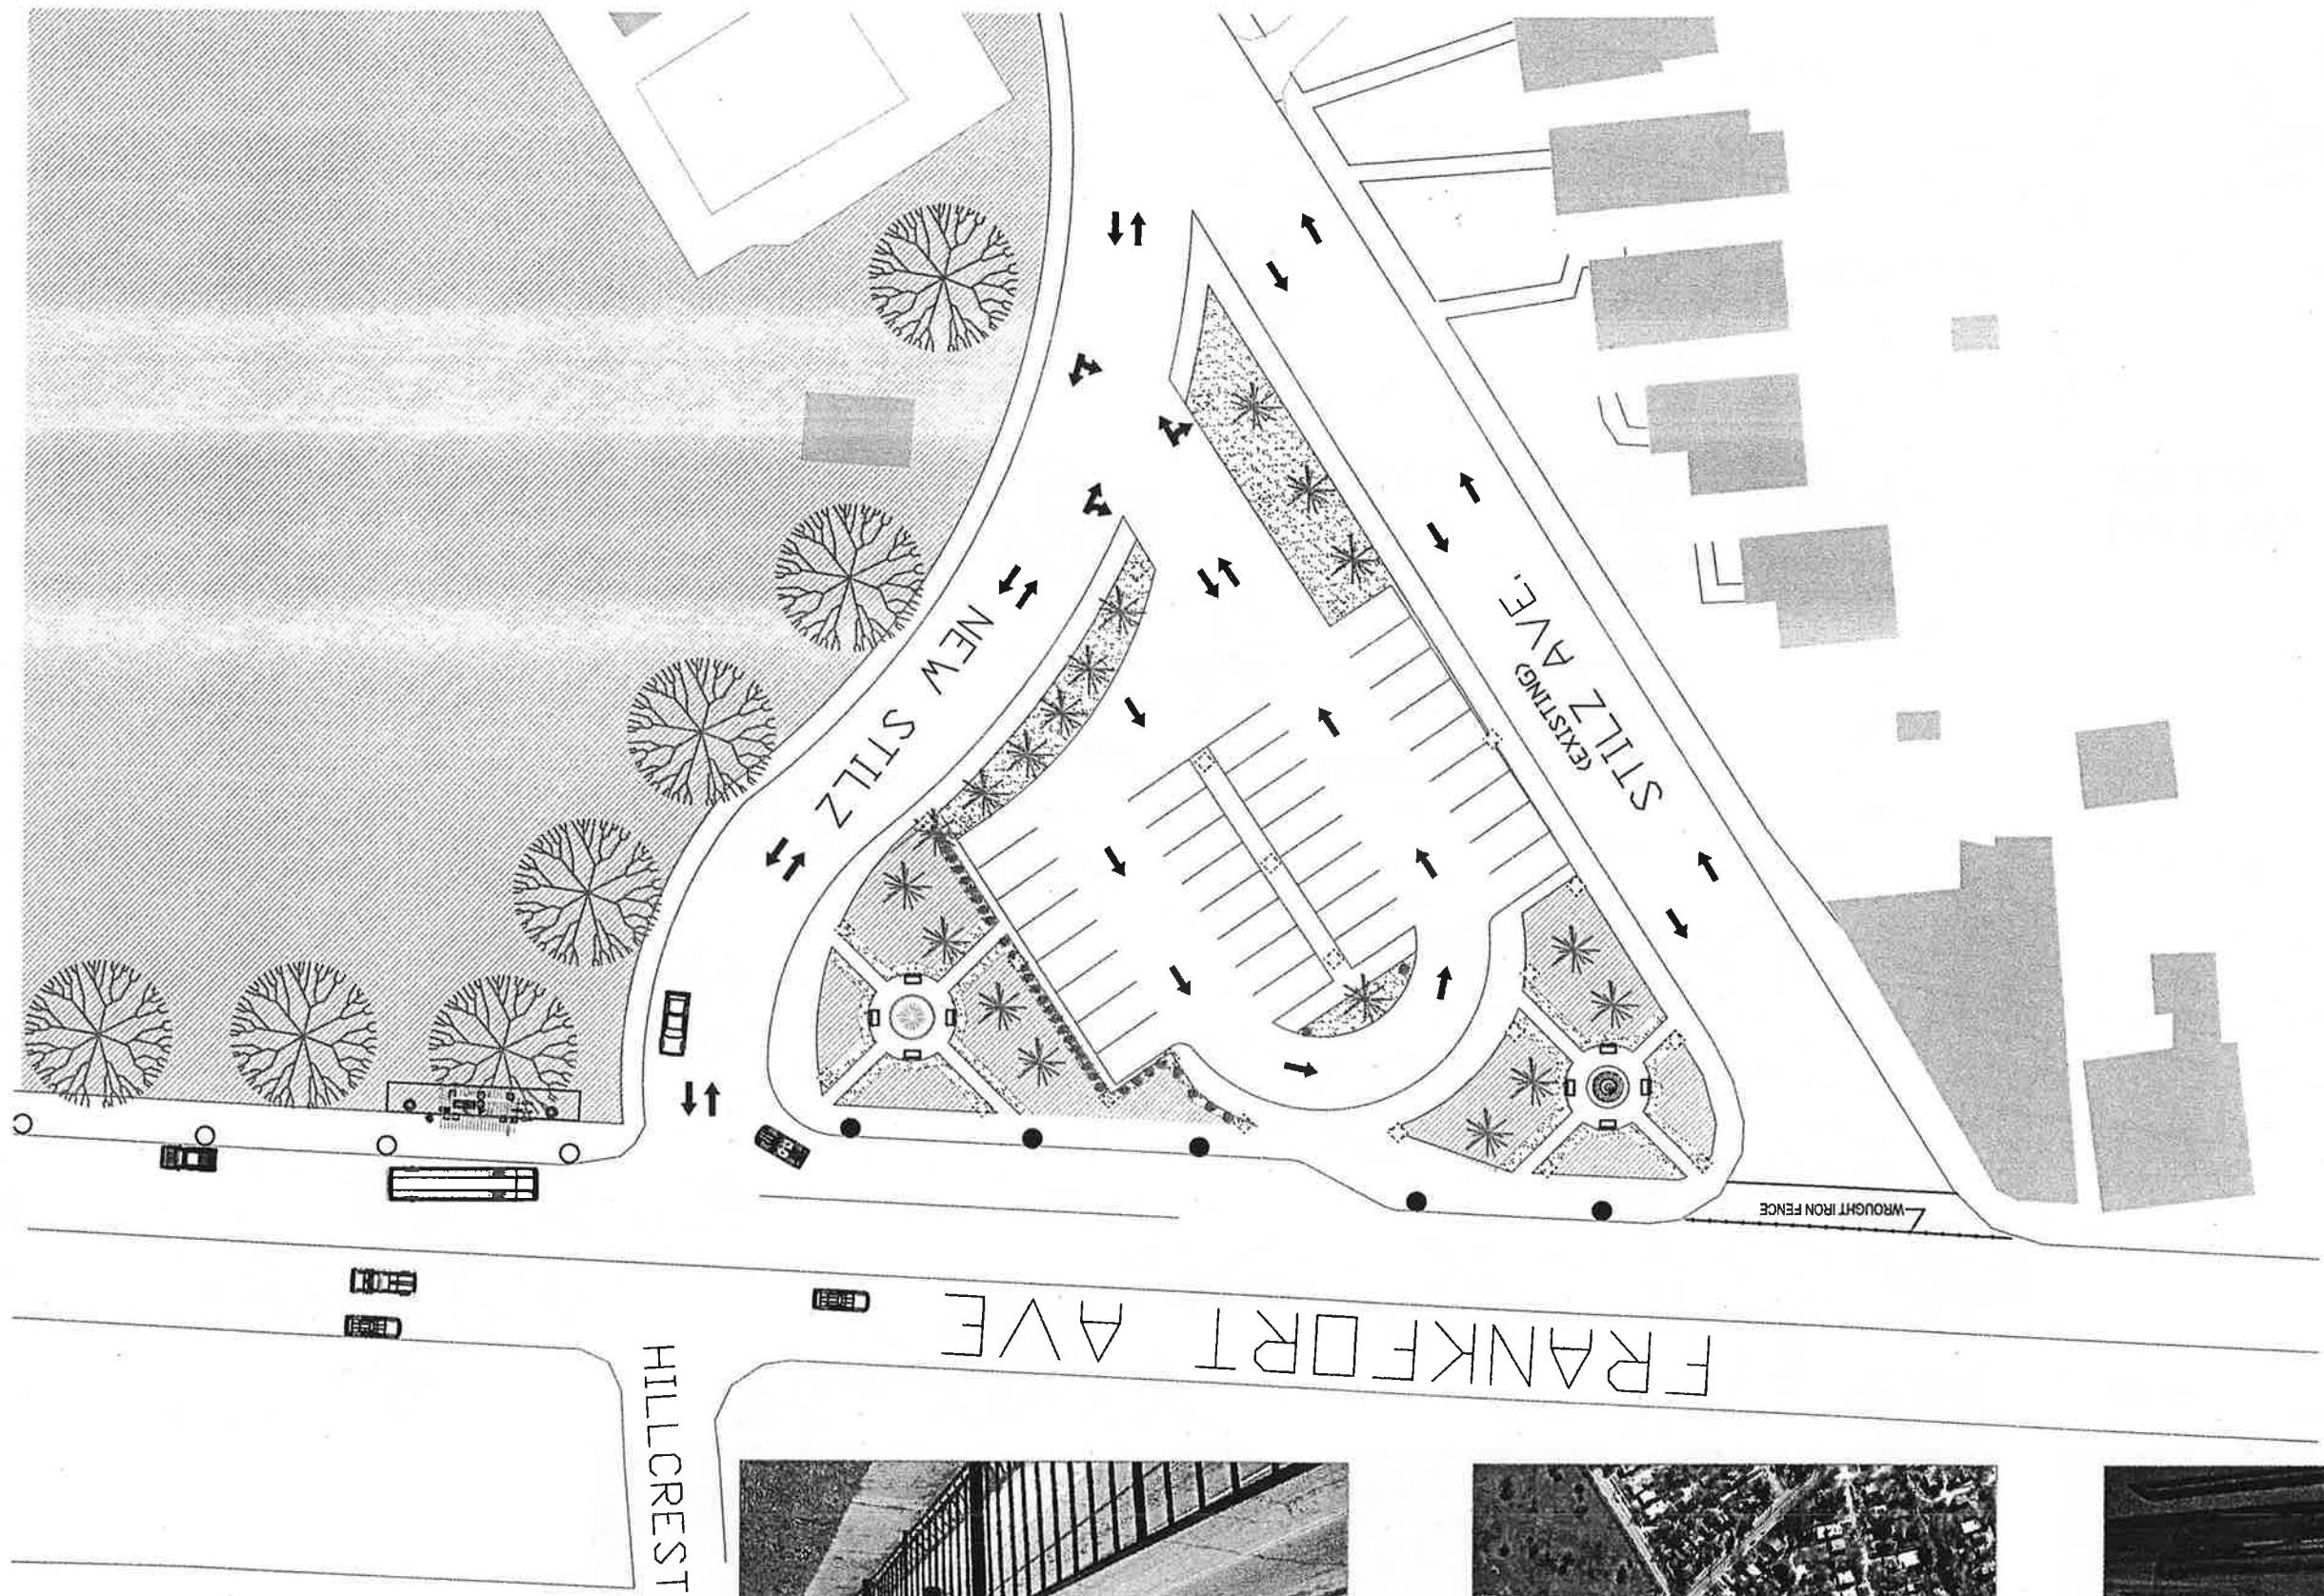 NEW STILZ
(EXISTING)
STILZ AVE.
WROUGHT IRON FENCE
FRANKFORT AVE
HILLCREST